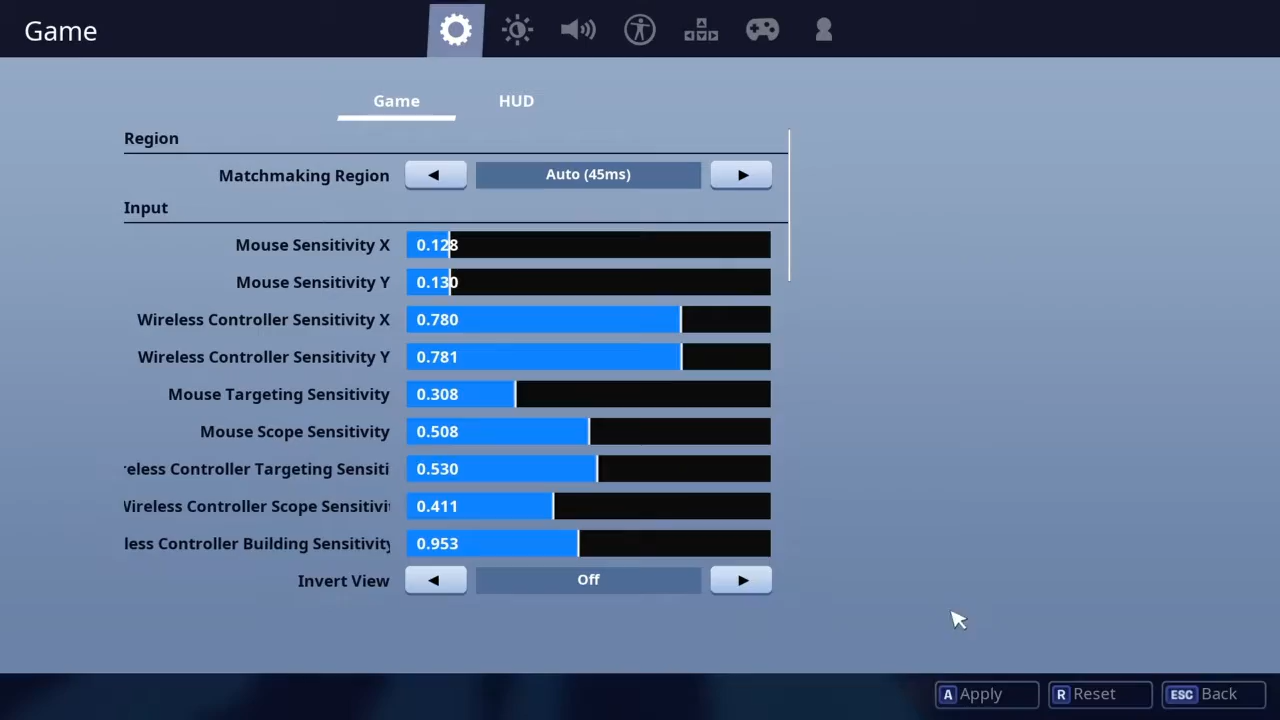 Game
Game HUD
Region
Matchmaking Region Auto (45ms)
Input
Mouse Sensitivity X 0.128
Mouse Sensitivity Y 0.130
Wireless Controller Sensitivity X 0.780
Wireless Controller Sensitivity Y 0.781
Mouse Targeting Sensitivity 0.308
Mouse Scope Sensitivity 0.508
reless Controller Targeting Sensiti 0.530
Wireless Controller Scope Sensitivi 0.411
less Controller Building Sensitivity 0.953
Invert View Off
A Apply R Reset ESC Back